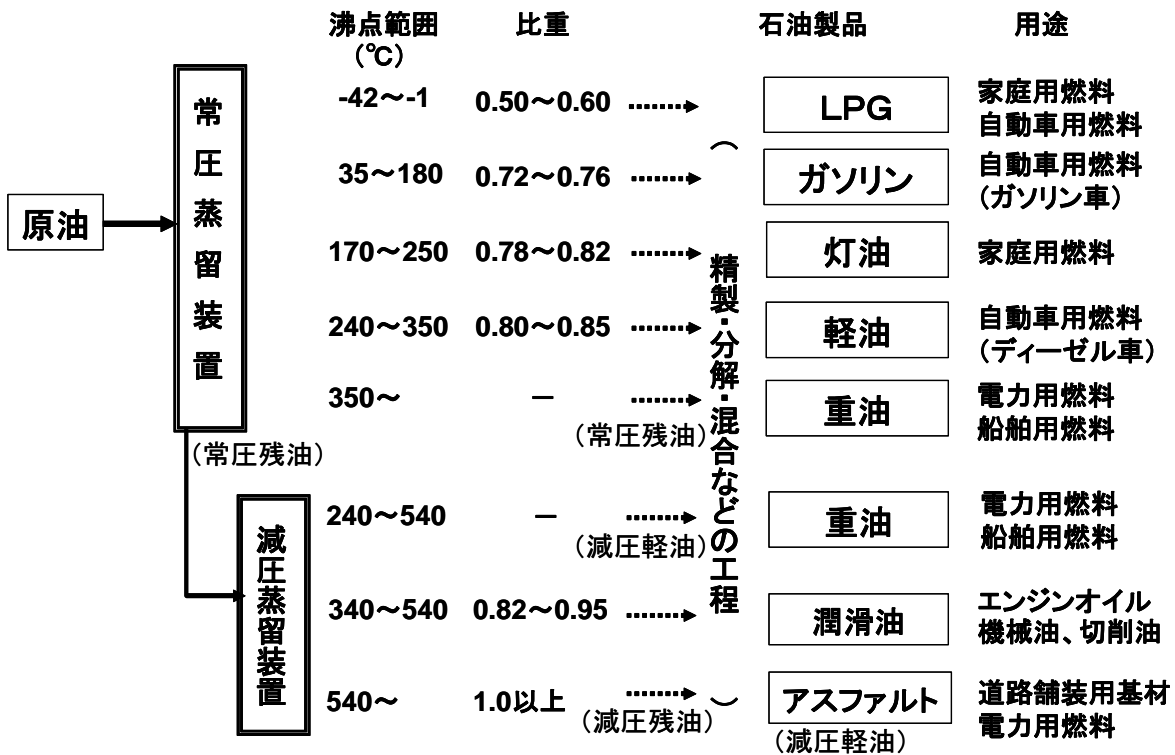 沸点範囲 比重 石油製品 用途
(℃)
原油
常圧蒸留装置
-42～-1 0.50～0.60 LPG 家庭用燃料
自動車用燃料
35～180 0.72～0.76 ガソリン 自動車用燃料
(ガソリン車)
170～250 0.78～0.82 灯油 家庭用燃料
240～350 0.80～0.85 軽油 自動車用燃料
(ディーゼル車)
350～ － 重油 電力用燃料
船舶用燃料
(常圧残油)
(常圧残油)
(精製・分解・混合などの工程)
減圧蒸留装置
240～540 － 重油 電力用燃料
船舶用燃料
(減圧軽油)
340～540 0.82～0.95 潤滑油 エンジンオイル
機械油、切削油
540～ 1.0以上 アスファルト 道路舗装用基材
電力用燃料
(減圧残油)
(減圧軽油)